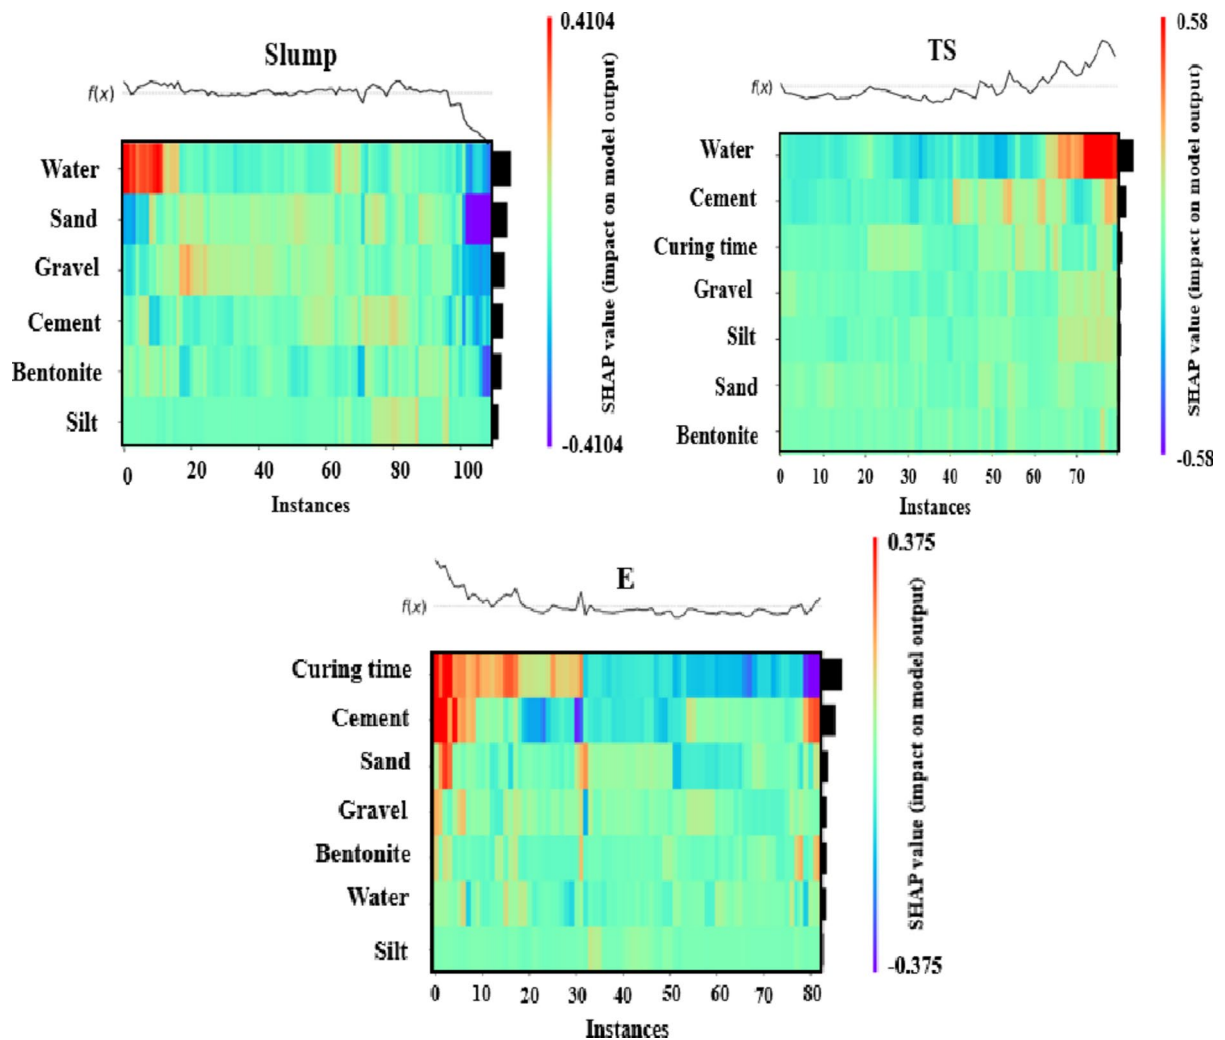 Slump
f(x)
Water
Sand
Gravel
Cement
Bentonite
Silt
0 20 40 60 80 100
Instances
0.4104
SHAP value (impact on model output)
-0.4104
TS
f(x)
Water
Cement
Curing time
Gravel
Silt
Sand
Bentonite
0 10 20 30 40 50 60 70
Instances
0.58
SHAP value (impact on model output)
-0.58
E
f(x)
Curing time
Cement
Sand
Gravel
Bentonite
Water
Silt
0 10 20 30 40 50 60 70 80
Instances
0.375
SHAP value (impact on model output)
-0.375